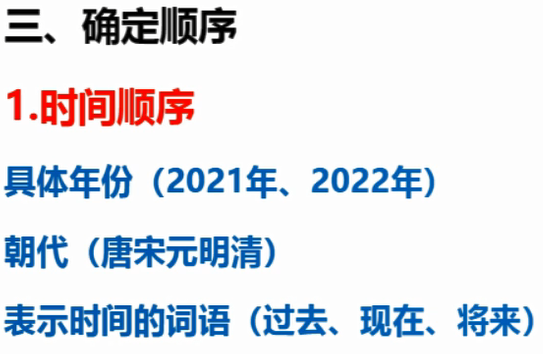 三、确定顺序
1.时间顺序
具体年份（2021年、2022年）
朝代（唐宋元明清）
表示时间的词语（过去、现在、将来）